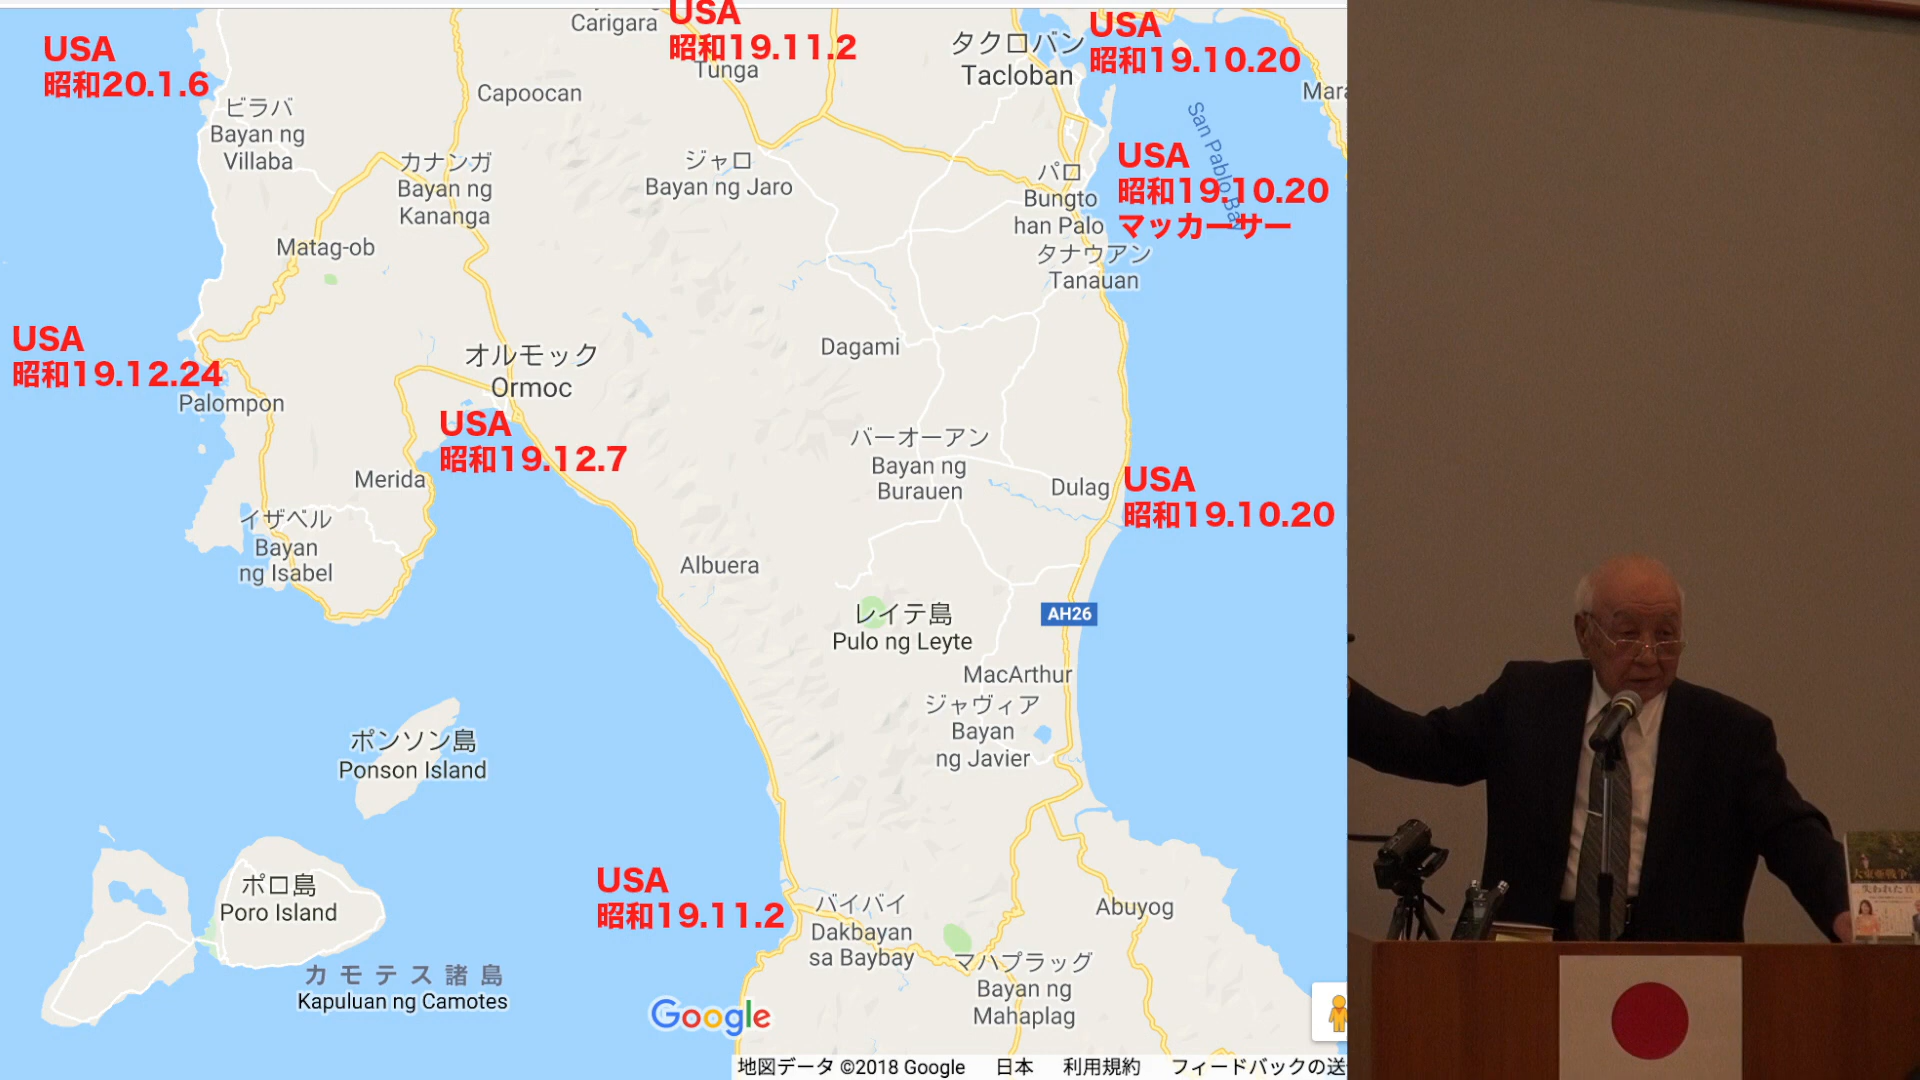 USA
昭和20.1.6
ビラバ
Bayan ng
Villaba
Carigara
USA
昭和19.11.2
Tunga
Capoocan
タクロバン
Tacloban
USA
昭和19.10.20
カナンガ
Bayan ng
Kananga
ジャロ
Bayan ng Jaro
San Pablo Bay
パロ
Bungto
han Palo
USA
昭和19.10.20
マッカーサー
タナウアン
Tanauan
Matag-ob
USA
昭和19.12.24
Palompon
オルモック
Ormoc
USA
昭和19.12.7
Dagami
Merida
バーオーアン
Bayan ng
Burauen
Dulag
USA
昭和19.10.20
イザベル
Bayan
ng Isabel
Albuera
レイテ島
Pulo ng Leyte
AH26
MacArthur
ジャヴィア
Bayan
ng Javier
ポンソン島
Ponson Island
ポロ島
Poro Island
カモテス諸島
Kapuluan ng Camotes
USA
昭和19.11.2
バイバイ
Dakbayan
sa Baybay
Abuyog
マハプラッグ
Bayan ng
Mahaplag
Google
地図データ ©2018 Google 日本 利用規約 フィードバックの送
大東亜戦争
失われた真